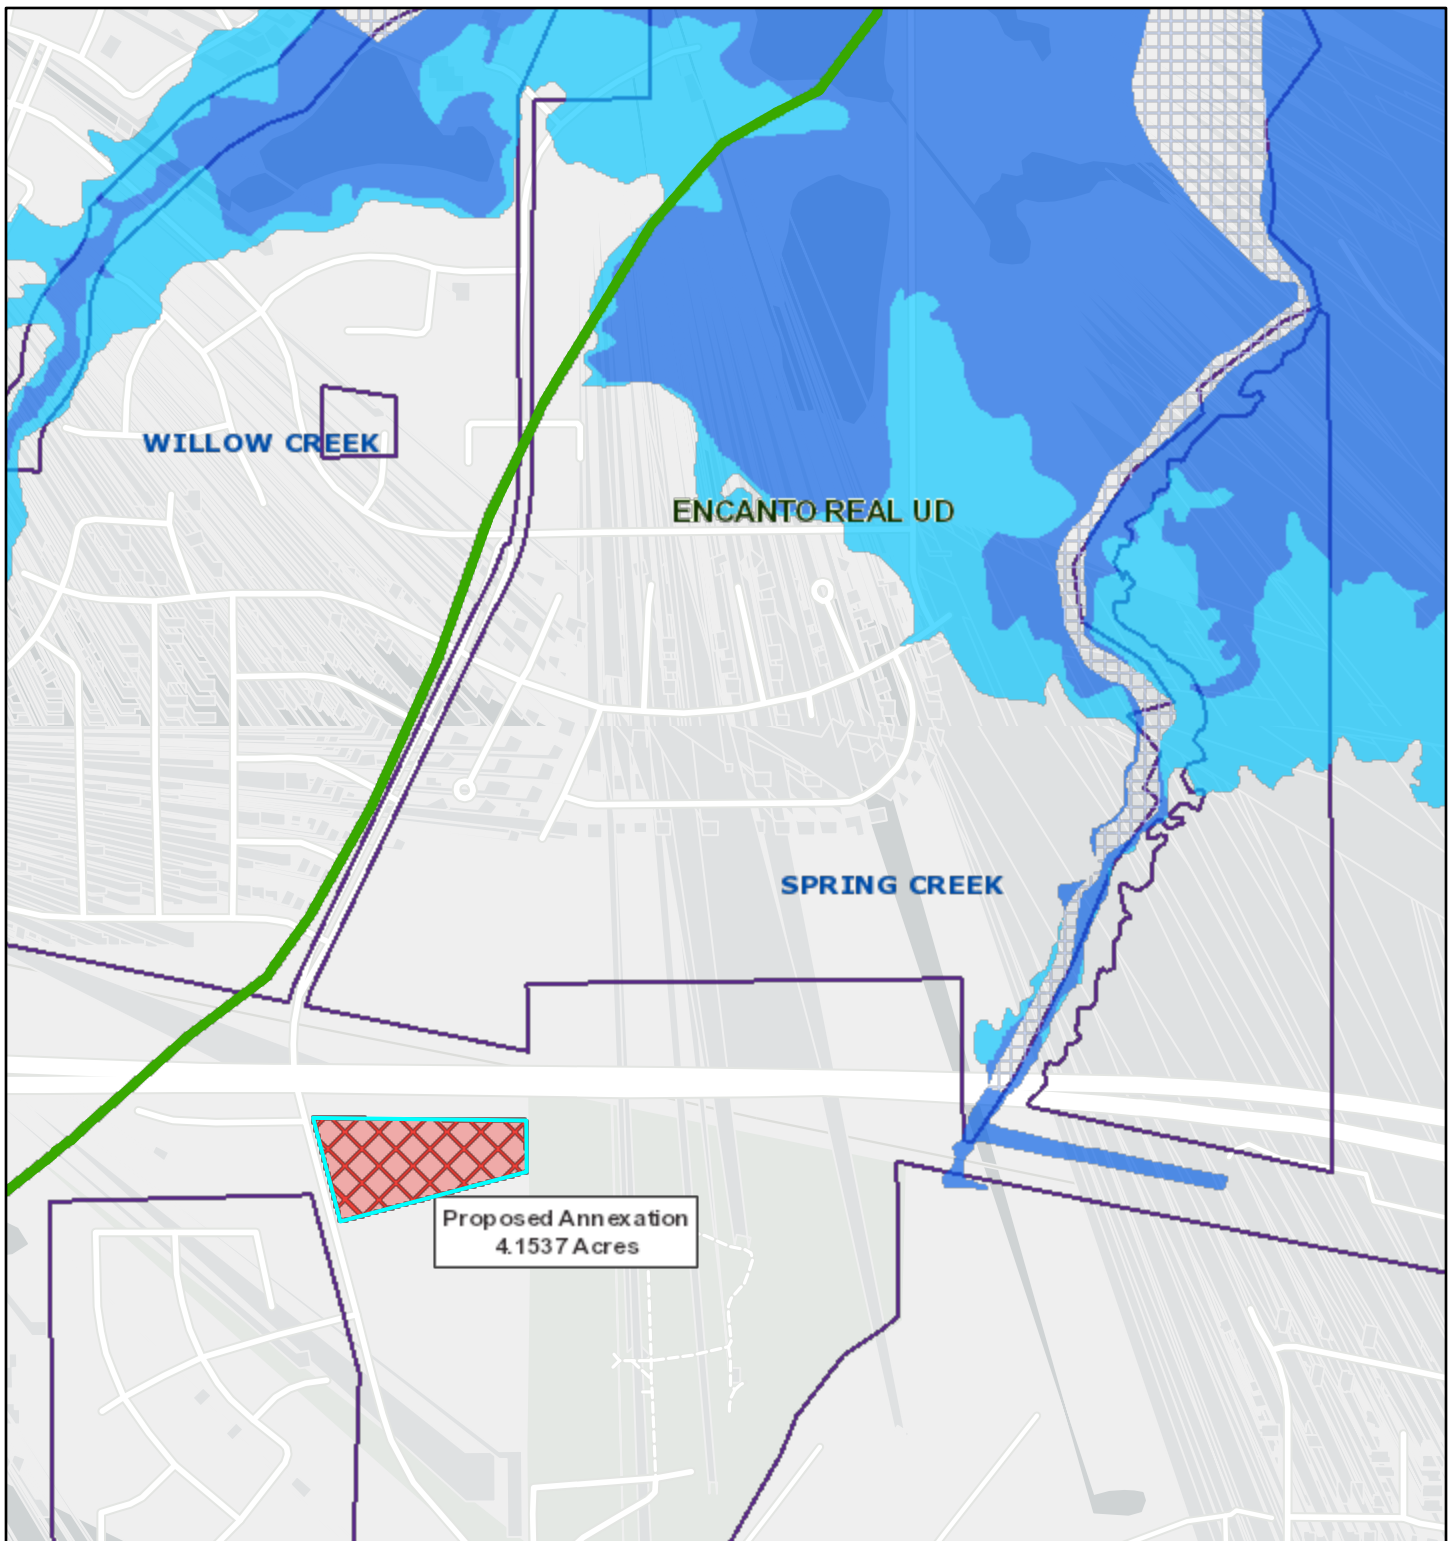 WILLOW CREEK
ENCANTO REAL UD
SPRING CREEK
Proposed Annexation
4.1537 Acres